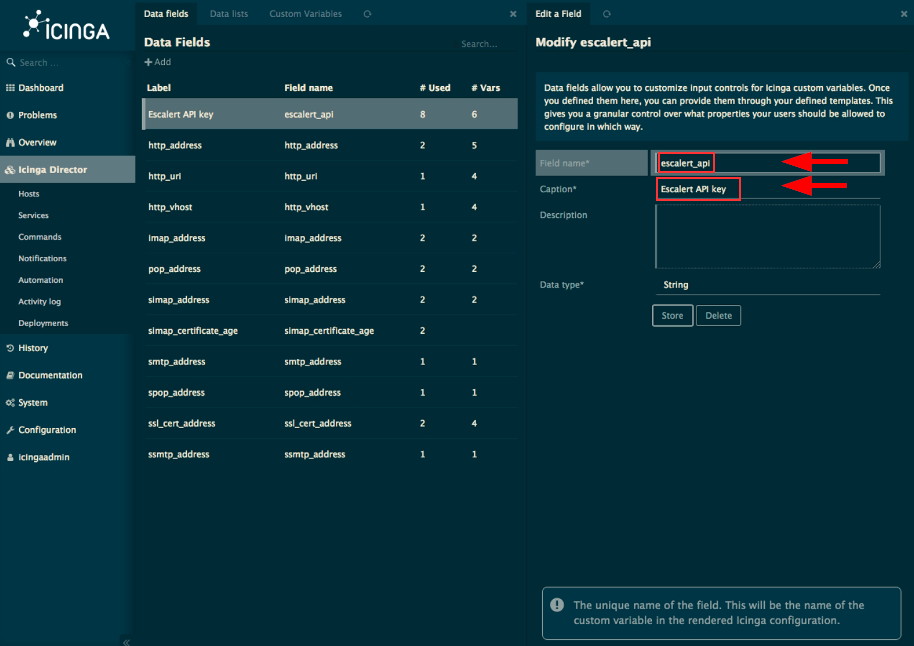 ICINGA
Search ...
Dashboard
Problems
Overview
Icinga Director
Hosts
Services
Commands
Notifications
Automation
Activity log
Deployments
History
Documentation
System
Configuration
icingaadmin
Data fields Data lists Custom Variables
Data Fields
Search...
Add
Label Field name # Used # Vars
Escalert API key escalert_api 8 6
http_address http_address 2 5
http_uri http_uri 1 4
http_vhost http_vhost 1 4
imap_address imap_address 2 2
pop_address pop_address 2 2
simap_address simap_address 2 2
simap_certificate_age simap_certificate_age 2
smtp_address smtp_address 1 1
spop_address spop_address 1 1
ssl_cert_address ssl_cert_address 2 4
ssmtp_address ssmtp_address 1 1
Edit a Field
Modify escalert_api
Data fields allow you to customize input controls for Icinga custom variables. Once
you defined them here, you can provide them through your defined templates. This
gives you a granular control over what properties your users should be allowed to
configure in which way.
Field name* escalert_api
Caption* Escalert API key
Description
Data type* String
Store Delete
The unique name of the field. This will be the name of the
custom variable in the rendered Icinga configuration.